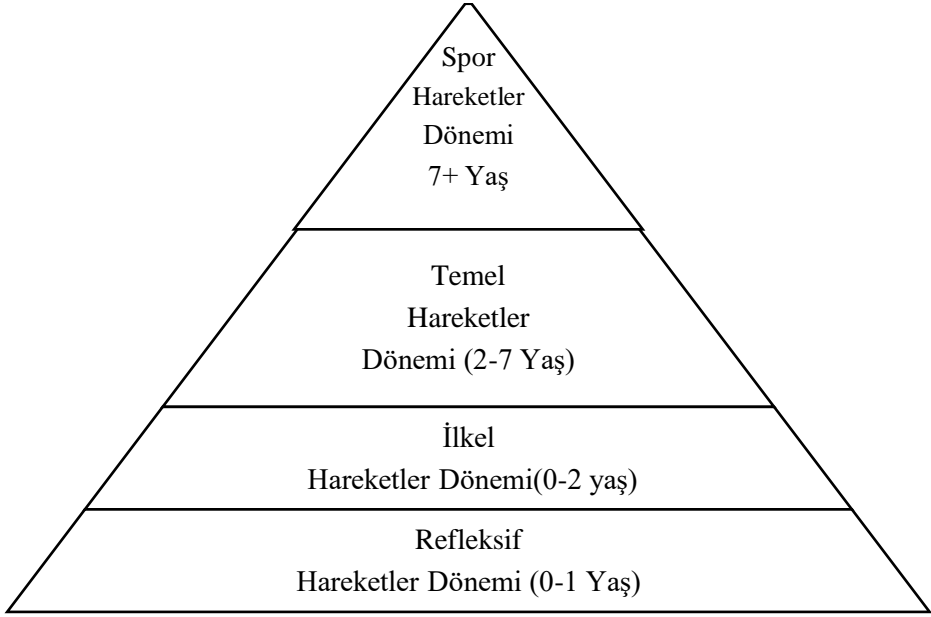 Spor
Hareketler
Dönemi
7+ Yaş
Temel
Hareketler
Dönemi (2-7 Yaş)
İlkel
Hareketler Dönemi(0-2 yaş)
Refleksif
Hareketler Dönemi (0-1 Yaş)